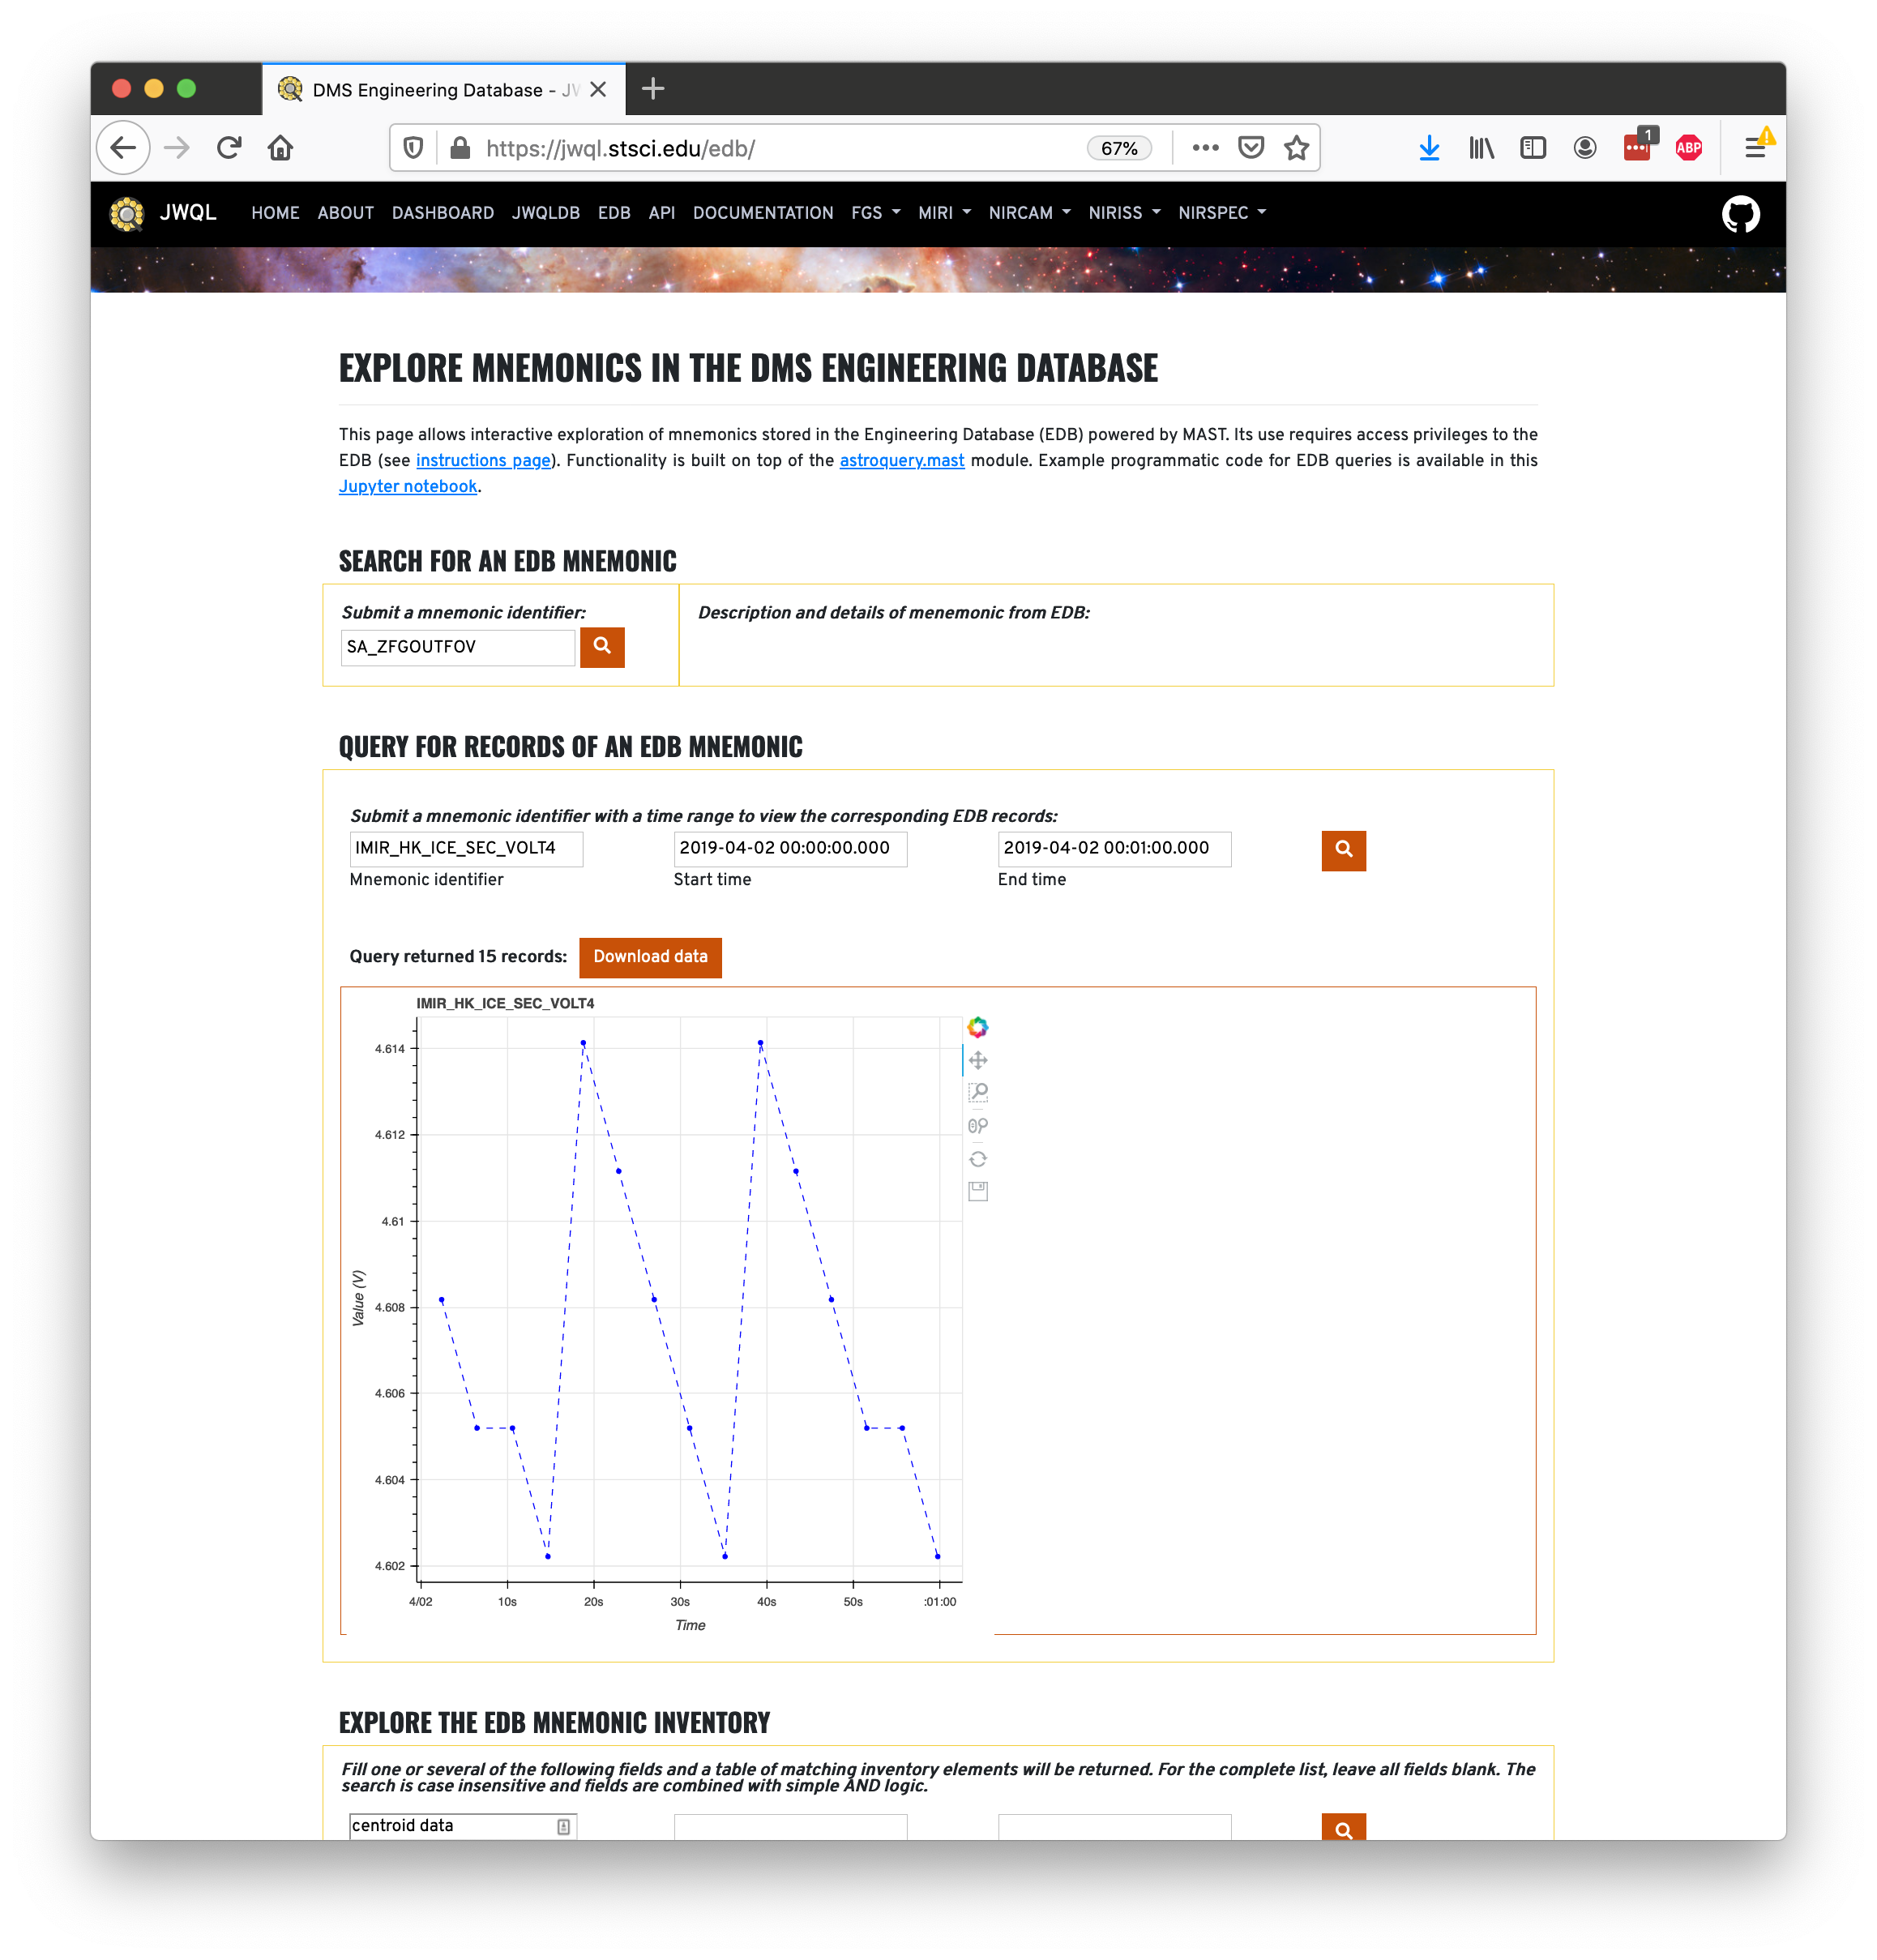 DMS Engineering Database - JW
https://jwql.stsci.edu/edb/
67%
1
ABP
JWQL HOME ABOUT DASHBOARD JWQLDB EDB API DOCUMENTATION FGS MIRI NIRCAM NIRISS NIRSPEC
EXPLORE MNEMONICS IN THE DMS ENGINEERING DATABASE
This page allows interactive exploration of mnemonics stored in the Engineering Database (EDB) powered by MAST. Its use requires access privileges to the
EDB (see instructions page). Functionality is built on top of the astroquery.mast module. Example programmatic code for EDB queries is available in this
Jupyter notebook.
SEARCH FOR AN EDB MNEMONIC
Submit a mnemonic identifier:
SA_ZFGOUTFOV
Description and details of menemonic from EDB:
QUERY FOR RECORDS OF AN EDB MNEMONIC
Submit a mnemonic identifier with a time range to view the corresponding EDB records:
IMIR_HK_ICE_SEC_VOLT4 2019-04-02 00:00:00.000 2019-04-02 00:01:00.000
Mnemonic identifier Start time End time
Query returned 15 records: Download data
IMIR_HK_ICE_SEC_VOLT4
4.614
4.612
4.61
4.608
4.606
4.604
4.602
Value (V)
4/02 10s 20s 30s 40s 50s :01:00
Time
EXPLORE THE EDB MNEMONIC INVENTORY
Fill one or several of the following fields and a table of matching inventory elements will be returned. For the complete list, leave all fields blank. The
search is case insensitive and fields are combined with simple AND logic.
centroid data